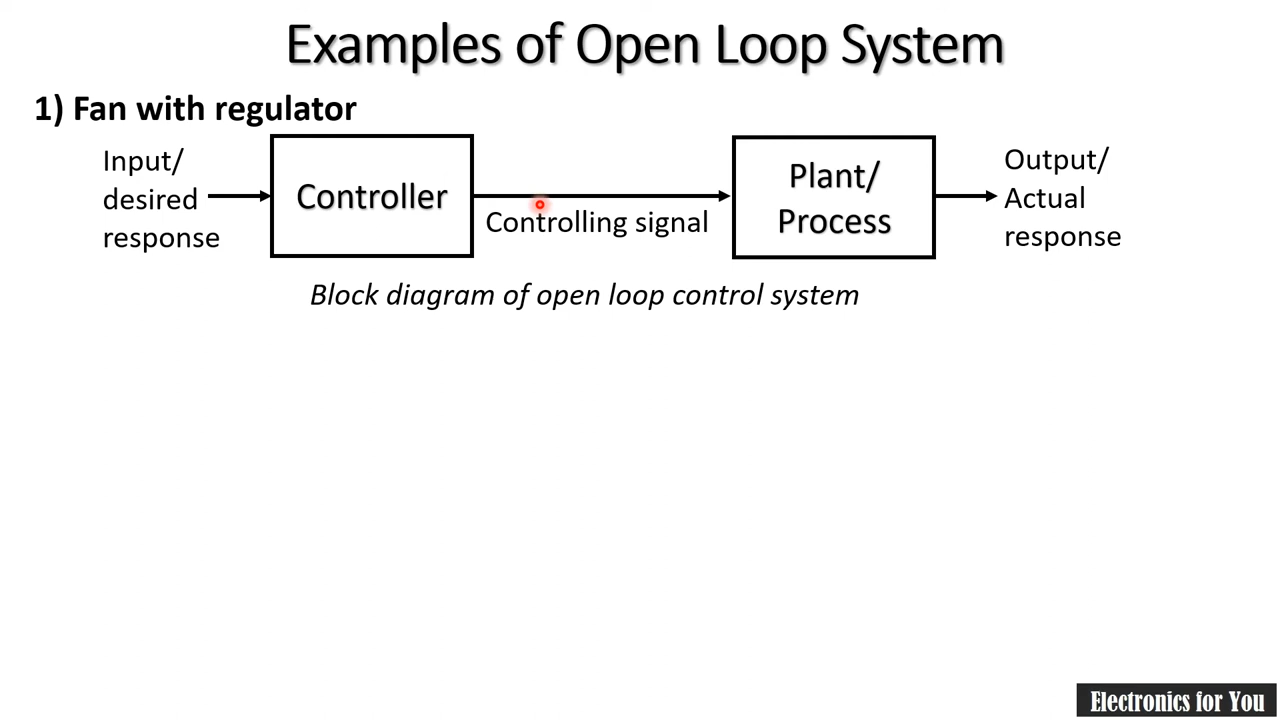 Examples of Open Loop System
1) Fan with regulator
Input/
desired
response
Controller
Controlling signal
Plant/
Process
Output/
Actual
response
Block diagram of open loop control system
Electronics for You